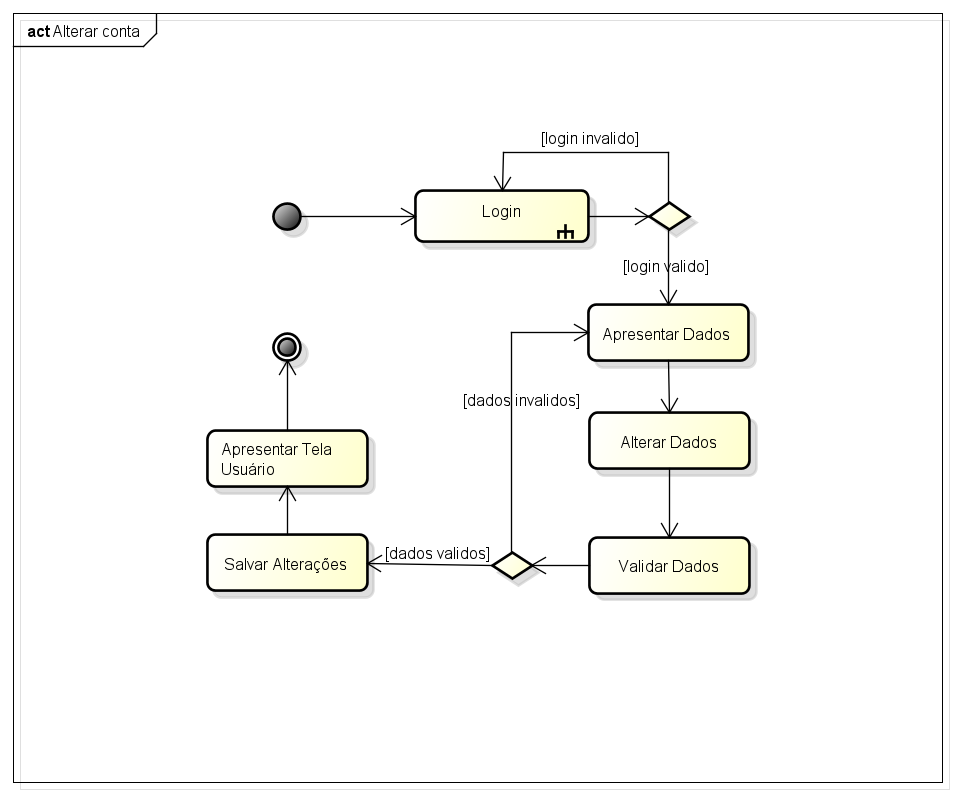 act Alterar conta
[login invalido]
Login
[login valido]
Apresentar Dados
[dados invalidos]
Alterar Dados
Apresentar Tela
Usuário
[dados validos]
Salvar Alterações
Validar Dados